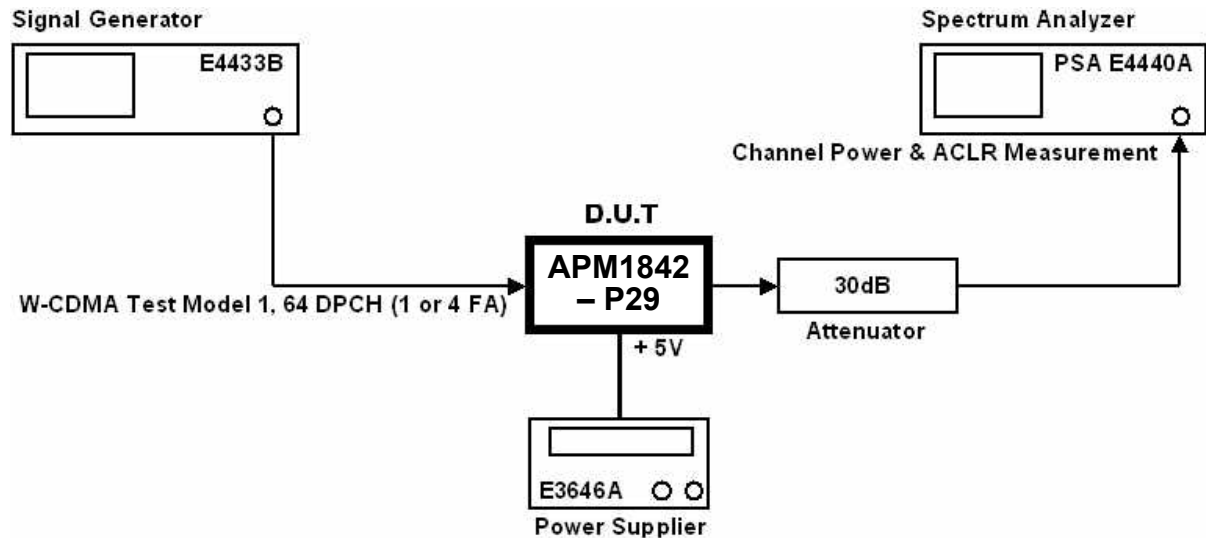 Signal Generator
E4433B
Spectrum Analyzer
PSA E4440A
Channel Power & ACLR Measurement
D.U.T
APM1842
– P29
W-CDMA Test Model 1, 64 DPCH (1 or 4 FA)
30dB
Attenuator
+ 5V
E3646A
Power Supplier